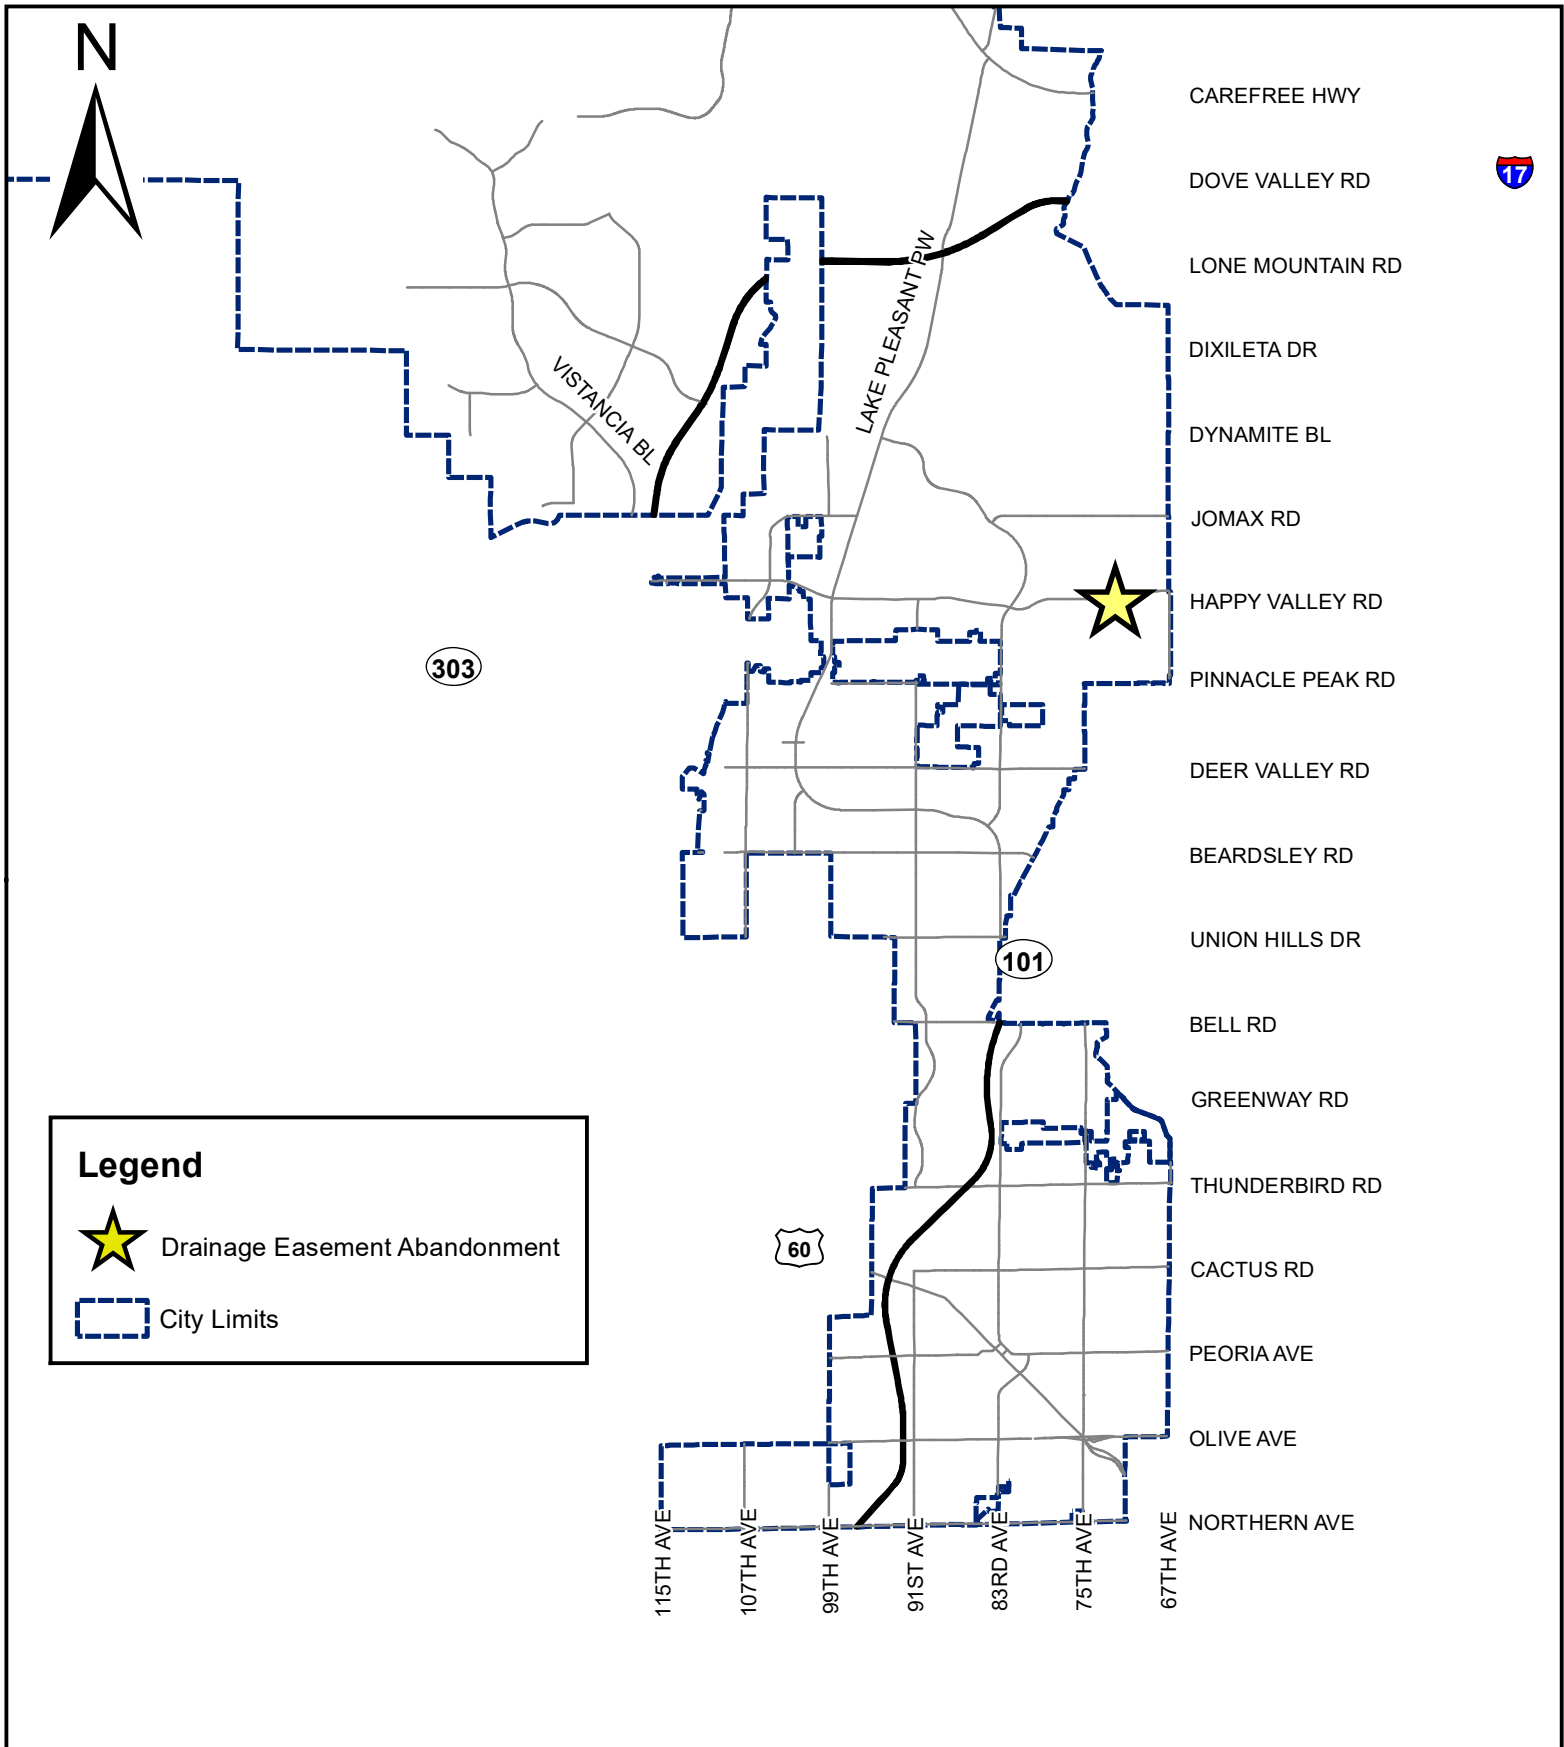 N
CAREFREE HWY
DOVE VALLEY RD
17
LONE MOUNTAIN RD
DIXILETA DR
DYNAMITE BL
JOMAX RD
HAPPY VALLEY RD
PINNACLE PEAK RD
DEER VALLEY RD
BEARDSLEY RD
UNION HILLS DR
BELL RD
GREENWAY RD
THUNDERBIRD RD
CACTUS RD
PEORIA AVE
OLIVE AVE
NORTHERN AVE
VISTANCIA BL
LAKE PLEASANT PW
303
101
60
Legend
Drainage Easement Abandonment
City Limits
115TH AVE
107TH AVE
99TH AVE
91ST AVE
83RD AVE
75TH AVE
67TH AVE